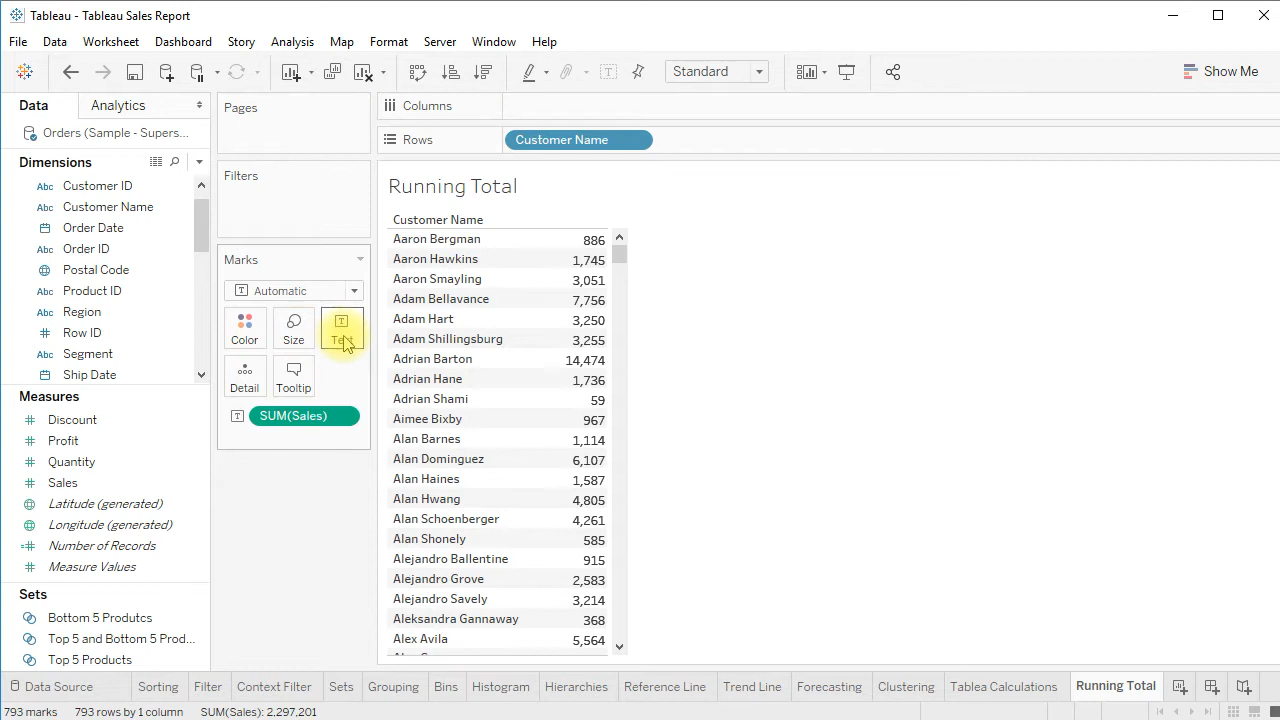 Tableau - Tableau Sales Report
File Data Worksheet Dashboard Story Analysis Map Format Server Window Help
Standard
Show Me
Data Analytics
Orders (Sample - Supers...
Dimensions
Abc Customer ID
Abc Customer Name
Order Date
Abc Order ID
Postal Code
Abc Product ID
Abc Region
Row ID
Abc Segment
Ship Date
Measures
Discount
Profit
Quantity
Sales
Latitude (generated)
Longitude (generated)
Number of Records
Measure Values
Sets
Bottom 5 Produtcs
Top 5 and Bottom 5 Prod...
Top 5 Products
Pages
Filters
Marks
Automatic
Color Size Text
Detail Tooltip
SUM(Sales)
Columns
Rows Customer Name
Running Total
Customer Name
Aaron Bergman 886
Aaron Hawkins 1,745
Aaron Smayling 3,051
Adam Bellavance 7,756
Adam Hart 3,250
Adam Shillingsburg 3,255
Adrian Barton 14,474
Adrian Hane 1,736
Adrian Shami 59
Aimee Bixby 967
Alan Barnes 1,114
Alan Dominguez 6,107
Alan Haines 1,587
Alan Hwang 4,805
Alan Schoenberger 4,261
Alan Shonely 585
Alejandro Ballentine 915
Alejandro Grove 2,583
Alejandro Savely 3,214
Aleksandra Gannaway 368
Alex Avila 5,564
Data Source Sorting Filter Context Filter Sets Grouping Bins Histogram Hierarchies Reference Line Trend Line Forecasting Clustering Tablea Calculations Running Total
793 marks 793 rows by 1 column SUM(Sales): 2,297,201